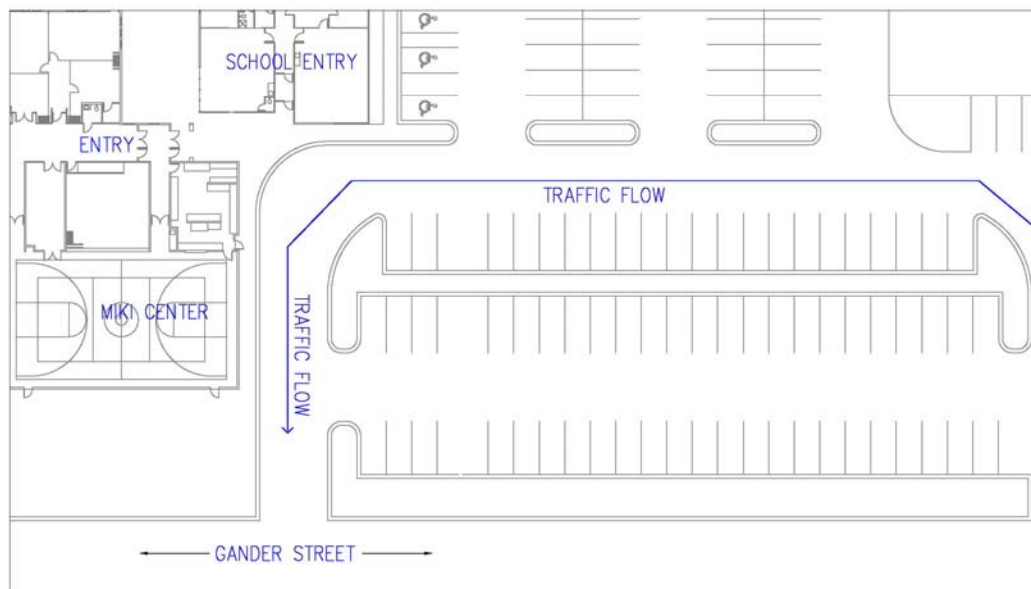 SCHOOL ENTRY
ENTRY
TRAFFIC FLOW
MIKI CENTER
TRAFFIC FLOW
GANDER STREET